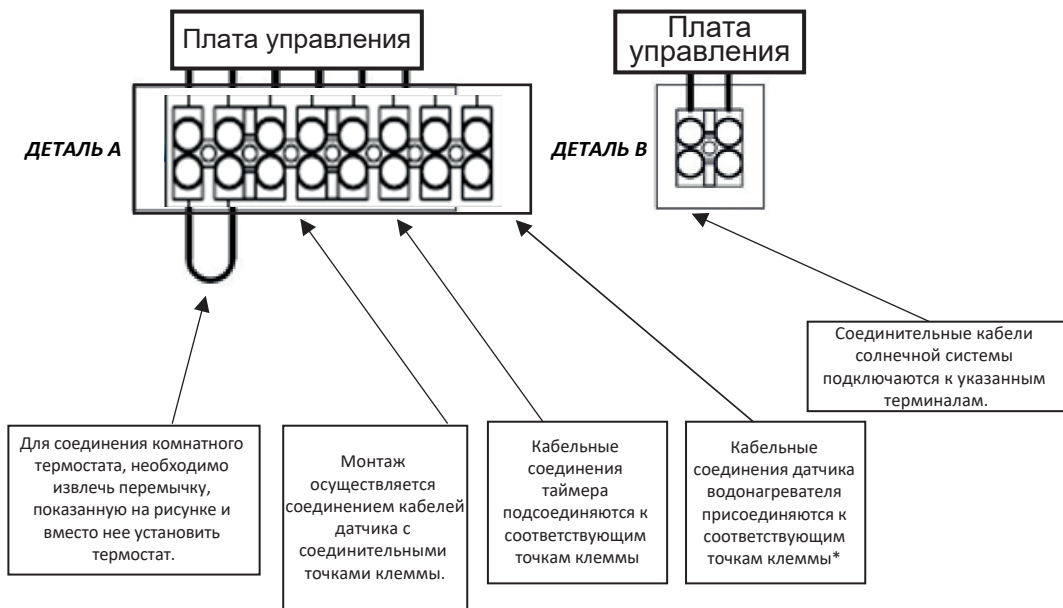 Плата управления
Плата
управления
ДЕТАЛЬ А
ДЕТАЛЬ В
Соединительные кабели
солнечной системы
подключаются к указанным
терминалам.
Для соединения комнатного
термостата, необходимо
извлечь перемычку,
показанную на рисунке и
вместо нее установить
термостат.
Монтаж
осуществляется
соединением кабелей
датчика с
соединительными
точками клеммы.
Кабельные
соединения
таймера
подсоединяются к
соответствующим
точкам клеммы
Кабельные
соединения датчика
водонагревателя
присоединяются к
соответствующим
точкам клеммы*